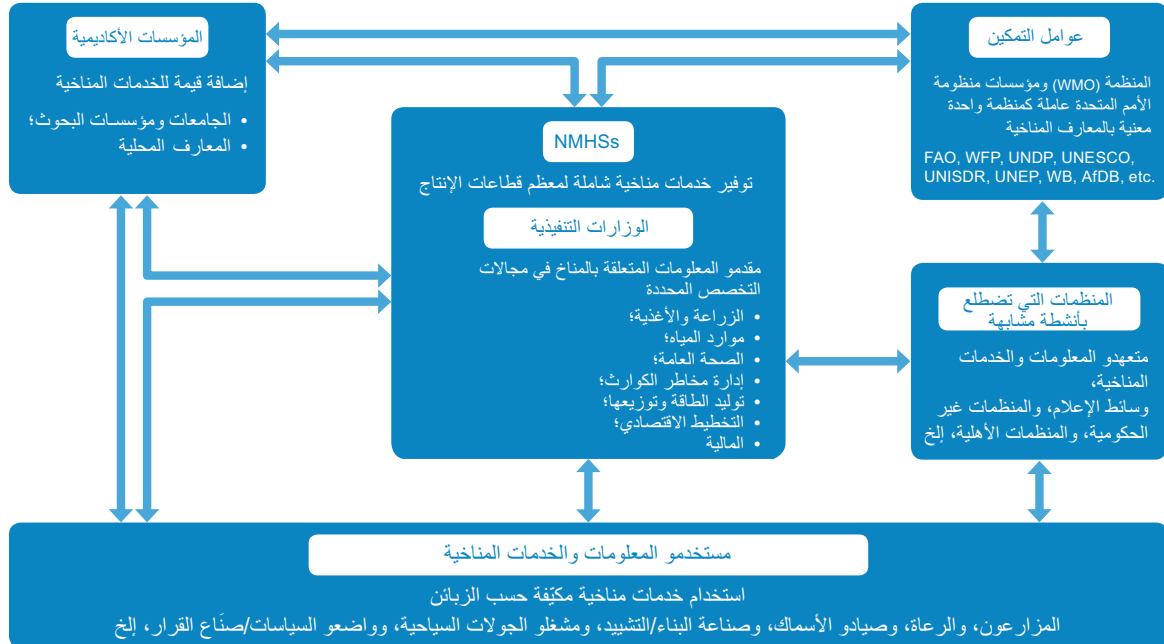 عوامل التمكين
المنظمة (WMO) ومؤسسات منظومة
الأمم المتحدة عاملة كمنظمة واحدة
معنية بالمعارف المناخية
FAO, WFP, UNDP, UNESCO,
UNISDR, UNEP, WB, AfDB, etc.
المؤسسات الأكاديمية
إضافة قيمة للخدمات المناخية
• الجامعات ومؤسسات البحوث؛
• المعارف المحلية
NMHSs
توفير خدمات مناخية شاملة لمعظم قطاعات الإنتاج
الوزارات التنفيذية
مقدمو المعلومات المتعلقة بالمناخ في مجالات
التخصص المحددة
• الزراعة والأغذية؛
• موارد المياه؛
• الصحة العامة؛
• إدارة مخاطر الكوارث؛
• توليد الطاقة وتوزيعها؛
• التخطيط الاقتصادي؛
• المالية
المنظمات التي تضطلع
بأنشطة مشابهة
متعهدو المعلومات والخدمات
المناخية،
وسائط الإعلام، والمنظمات غير
الحكومية، والمنظمات الأهلية، إلخ
مستخدمو المعلومات والخدمات المناخية
استخدام خدمات مناخية مكيّفة حسب الزبائن
المزارعون، والرعاة، وصيادو الأسماك، وصناعة البناء/التشييد، ومشغلو الجولات السياحية، وواضعو السياسات/صنّاع القرار، إلخ